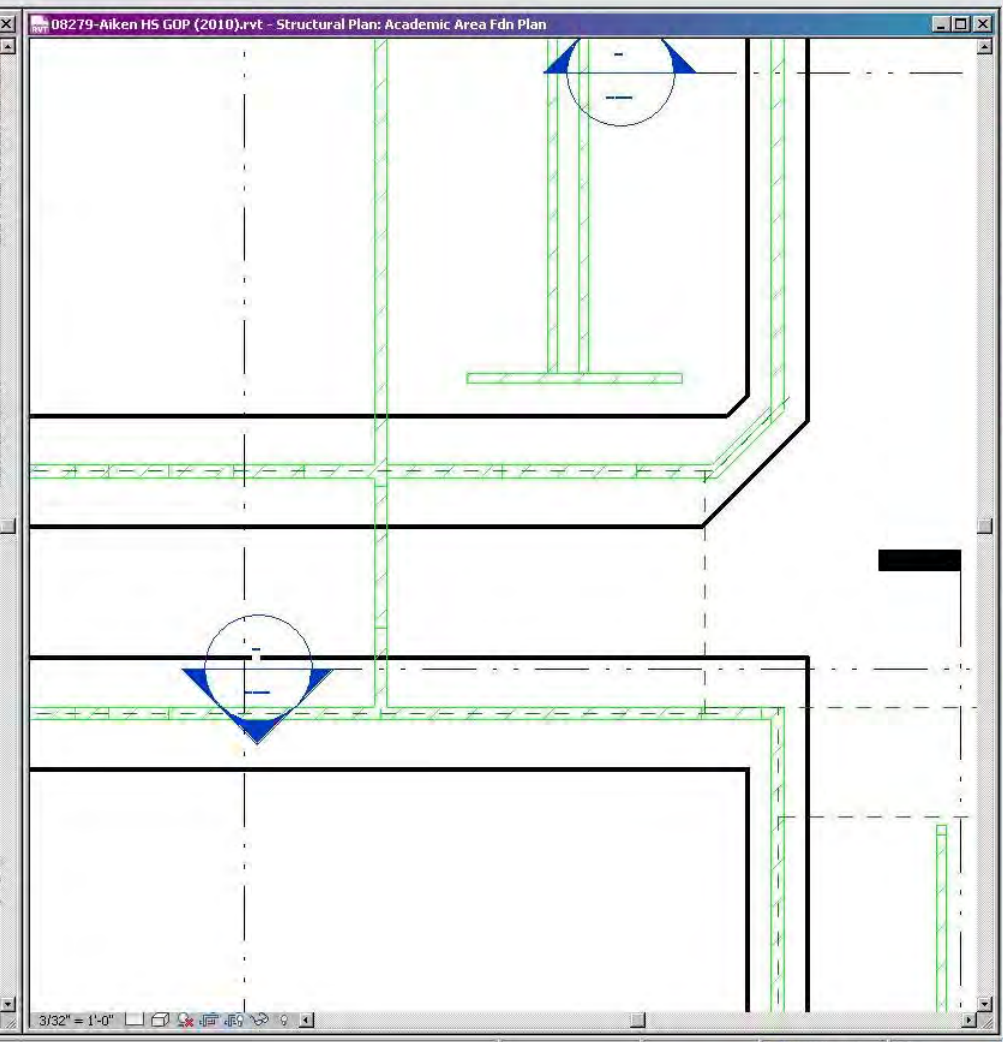 08279-Aiken HS GOP (2010).rvt - Structural Plan: Academic Area Fdn Plan
3/32" = 1'-0"